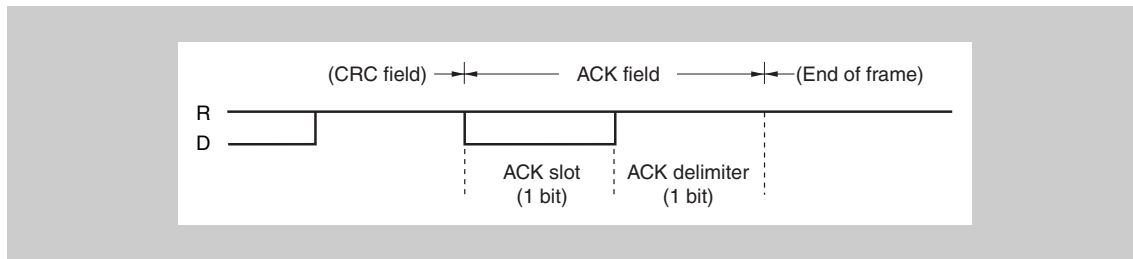 (CRC field) ACK field (End of frame)
R
D
ACK slot ACK delimiter
(1 bit) (1 bit)